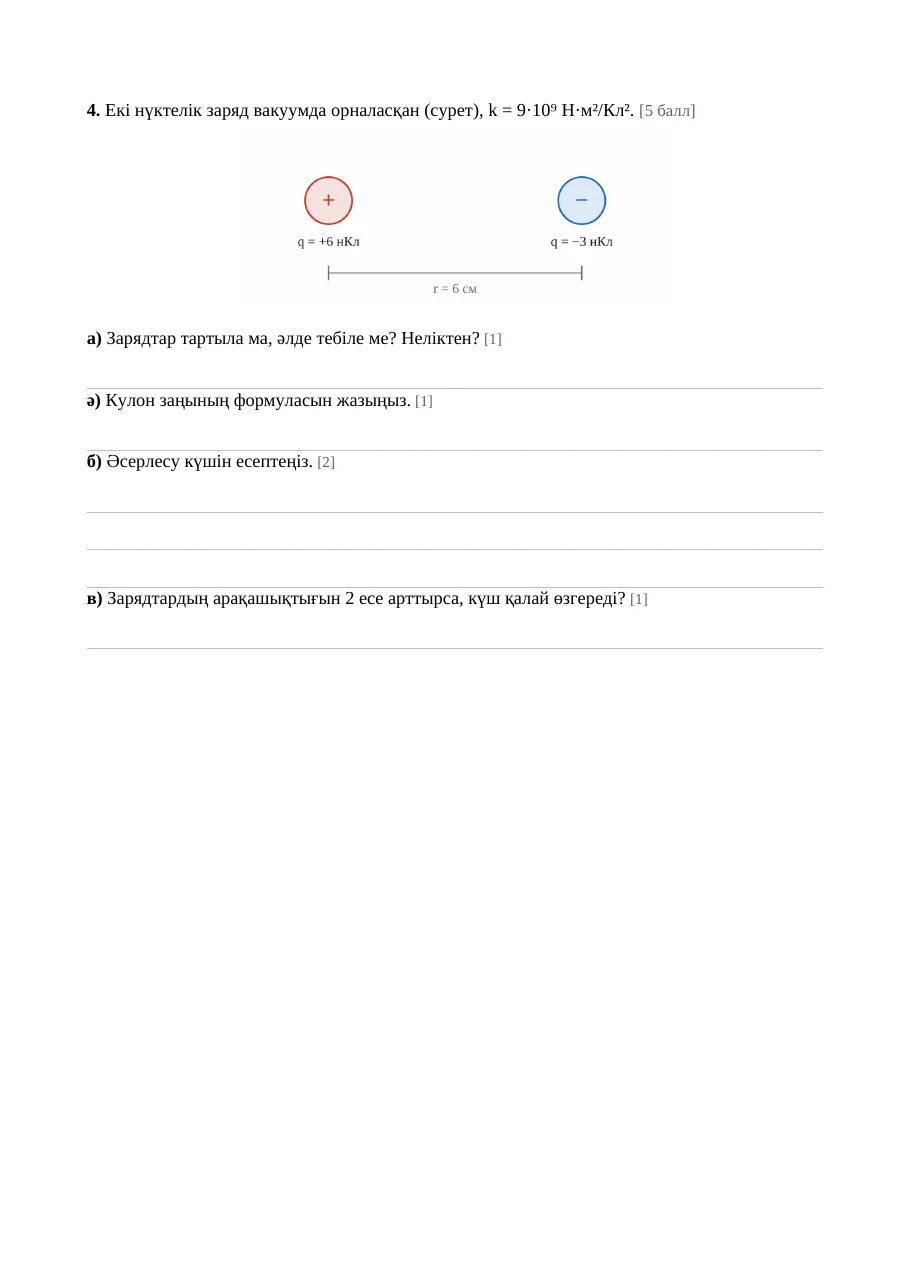 4. Екі нүктелік заряд вакуумда орналасқан (сурет), k = 9·10⁹ Н·м²/Кл². [5 балл]
+ −
q = +6 нКл q = −3 нКл
r = 6 см
а) Зарядтар тартыла ма, әлде тебіле ме? Неліктен? [1]
ә) Кулон заңының формуласын жазыңыз. [1]
б) Әсерлесу күшін есептеңіз. [2]
в) Зарядтардың арақашықтығын 2 есе арттырса, күш қалай өзгереді? [1]